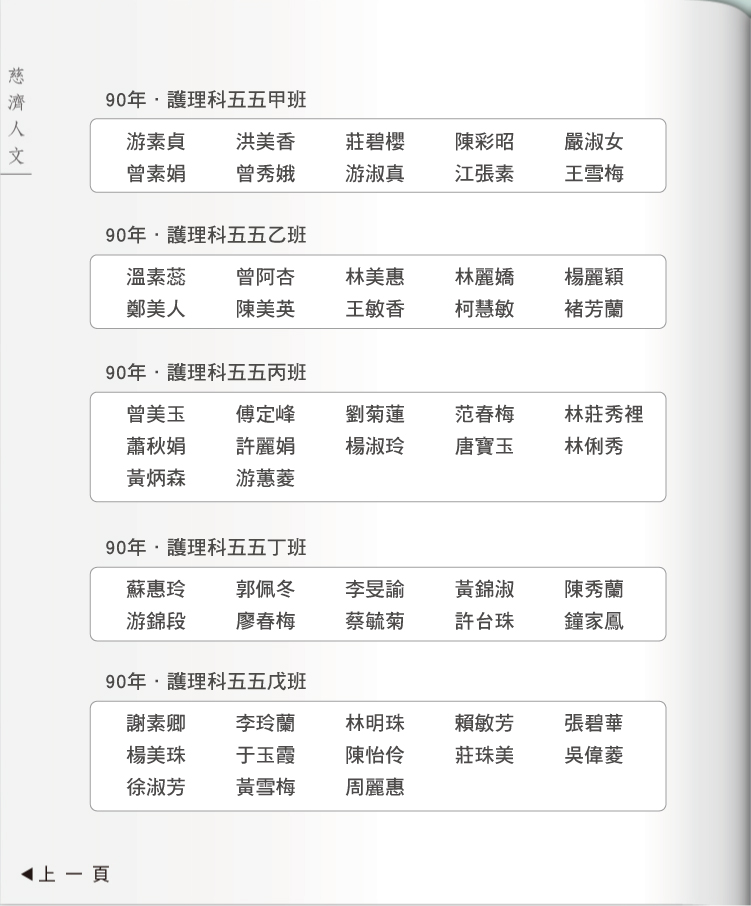 慈濟人文
90年·護理科五五甲班
游素貞 洪美香 莊碧櫻 陳彩昭 嚴淑女
曾素娟 曾秀娥 游淑真 江張素 王雪梅
90年·護理科五五乙班
溫素蕊 曾阿杏 林美惠 林麗嬌 楊麗穎
鄭美人 陳美英 王敏香 柯慧敏 褚芳蘭
90年·護理科五五丙班
曾美玉 傅定峰 劉菊蓮 范春梅 林莊秀裡
蕭秋娟 許麗娟 楊淑玲 唐寶玉 林俐秀
黃炳森 游蕙菱
90年·護理科五五丁班
蘇惠玲 郭佩冬 李旻諭 黃錦淑 陳秀蘭
游錦段 廖春梅 蔡毓菊 許台珠 鐘家鳳
90年·護理科五五戊班
謝素卿 李玲蘭 林明珠 賴敏芳 張碧華
楊美珠 于玉霞 陳怡伶 莊珠美 吳偉菱
徐淑芳 黃雪梅 周麗惠
◀上一頁